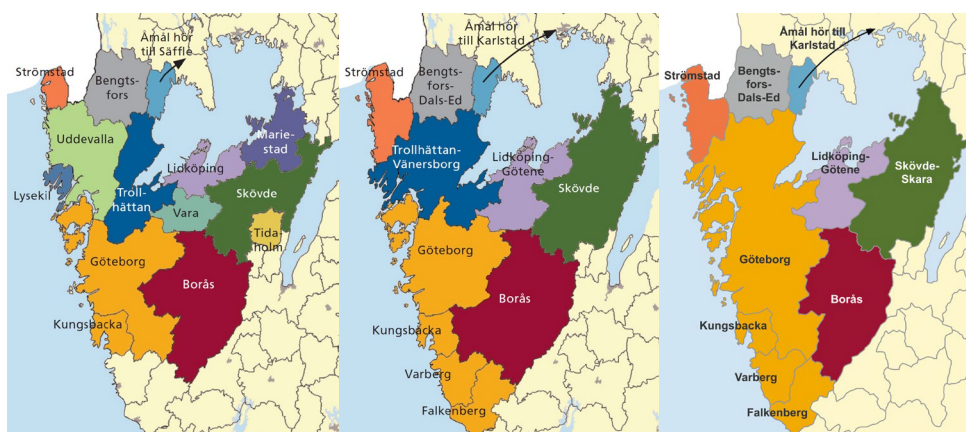 Åmål hör
till Säffle
Strömstad
Bengts-
fors
Uddevalla
Marie-
stad
Lidköping
Lysekil
Troll-
hättan
Skövde
Vara
Tida
holm
Göteborg
Borås
Kungsbacka
Åmål hör
till Karlstad
Strömstad
Bengts-
fors-
Dals-Ed
Trollhättan-
Vänersborg
Lidköping-
Götene
Skövde
Göteborg
Borås
Kungsbacka
Varberg
Falkenberg
Åmål hör till
Karlstad
Strömstad
Bengts-
fors-
Dals-Ed
Lidköping-
Götene
Skövde-
Skara
Göteborg
Borås
Kungsbacka
Varberg
Falkenberg